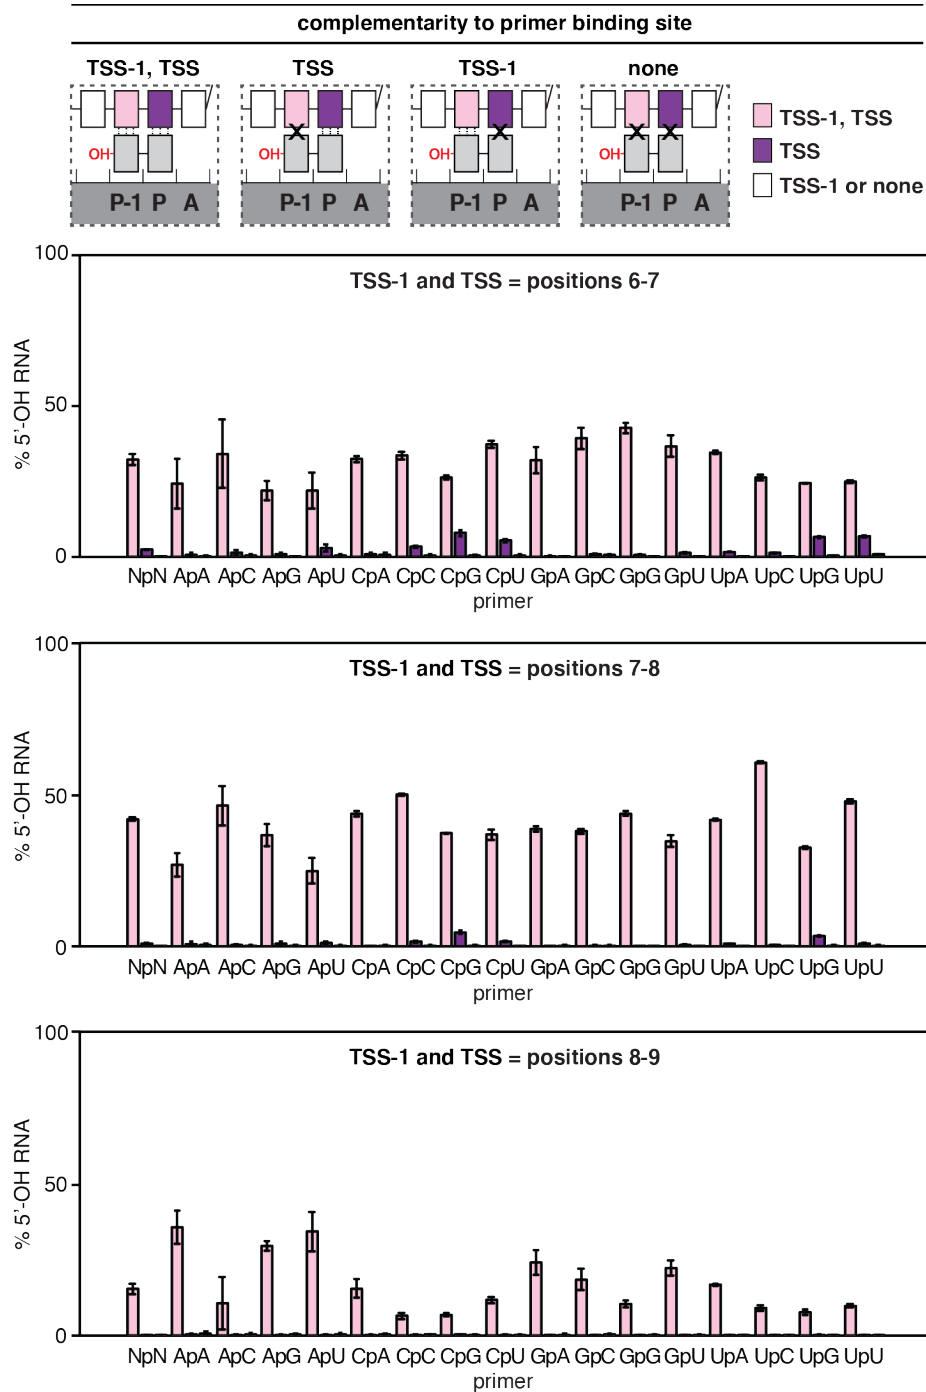 complementarity to primer binding site
TSS-1, TSS TSS TSS-1 none
X X X X
OH OH OH OH
P-1 P A P-1 P A P-1 P A P-1 P A
TSS-1, TSS
TSS
TSS-1 or none
TSS-1 and TSS = positions 6-7
100
50
0
% 5'-OH RNA
NpN ApA ApC ApG ApU CpA CpC CpG CpU GpA GpC GpG GpU UpA UpC UpG UpU
primer
TSS-1 and TSS = positions 7-8
100
50
0
% 5'-OH RNA
NpN ApA ApC ApG ApU CpA CpC CpG CpU GpA GpC GpG GpU UpA UpC UpG UpU
primer
TSS-1 and TSS = positions 8-9
100
50
0
% 5'-OH RNA
NpN ApA ApC ApG ApU CpA CpC CpG CpU GpA GpC GpG GpU UpA UpC UpG UpU
primer